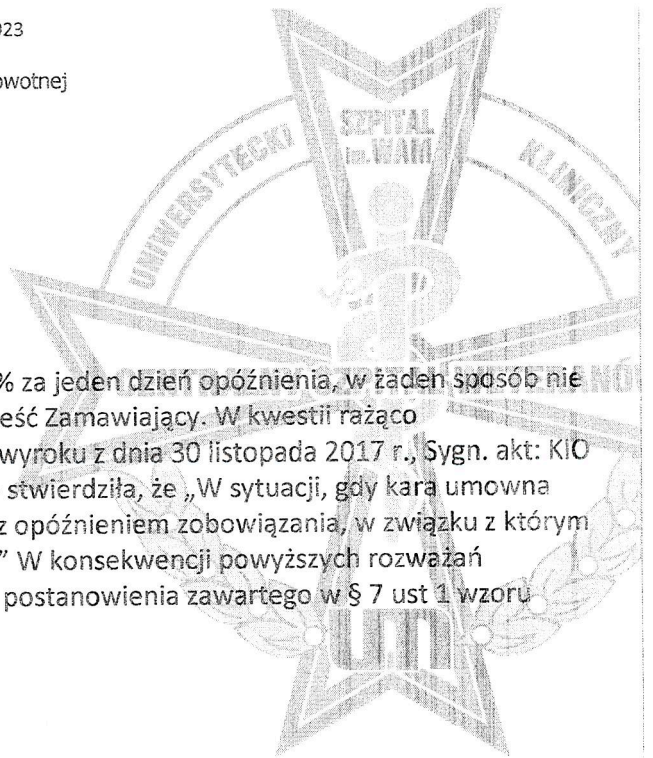 023
owotnej
SZPITAL
im. WAM
UNIWERSYTECKI
KLINICZNY
% za jeden dzień opóźnienia, w żaden sposób nie
eść Zamawiający. W kwestii rażąco
wyroku z dnia 30 listopada 2017 r., Sygn. akt: KIO
stwierdziła, że „W sytuacji, gdy kara umowna
z opóźnieniem zobowiązania, w związku z którym
” W konsekwencji powyższych rozważań
postanowienia zawartego w § 7 ust 1 wzoru